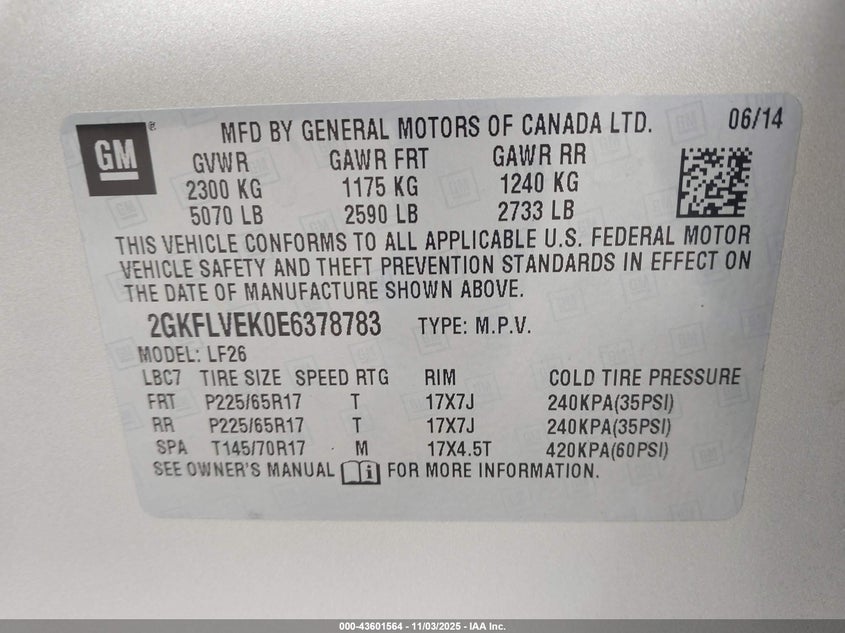 GM®
MFD BY GENERAL MOTORS OF CANADA LTD. 06/14
GVWR GAWR FRT GAWR RR
2300 KG 1175 KG 1240 KG
5070 LB 2590 LB 2733 LB
THIS VEHICLE CONFORMS TO ALL APPLICABLE U.S. FEDERAL MOTOR
VEHICLE SAFETY AND THEFT PREVENTION STANDARDS IN EFFECT ON
THE DATE OF MANUFACTURE SHOWN ABOVE.
2GKFLVEK0E6378783 TYPE: M.P.V.
MODEL: LF26
LBC7 TIRE SIZE SPEED RTG RIM COLD TIRE PRESSURE
FRT P225/65R17 T 17X7J 240KPA(35PSI)
RR P225/65R17 T 17X7J 240KPA(35PSI)
SPA T145/70R17 M 17X4.5T 420KPA(60PSI)
SEE OWNER'S MANUAL FOR MORE INFORMATION.
000-43601564 - 11/03/2025 - IAA Inc.